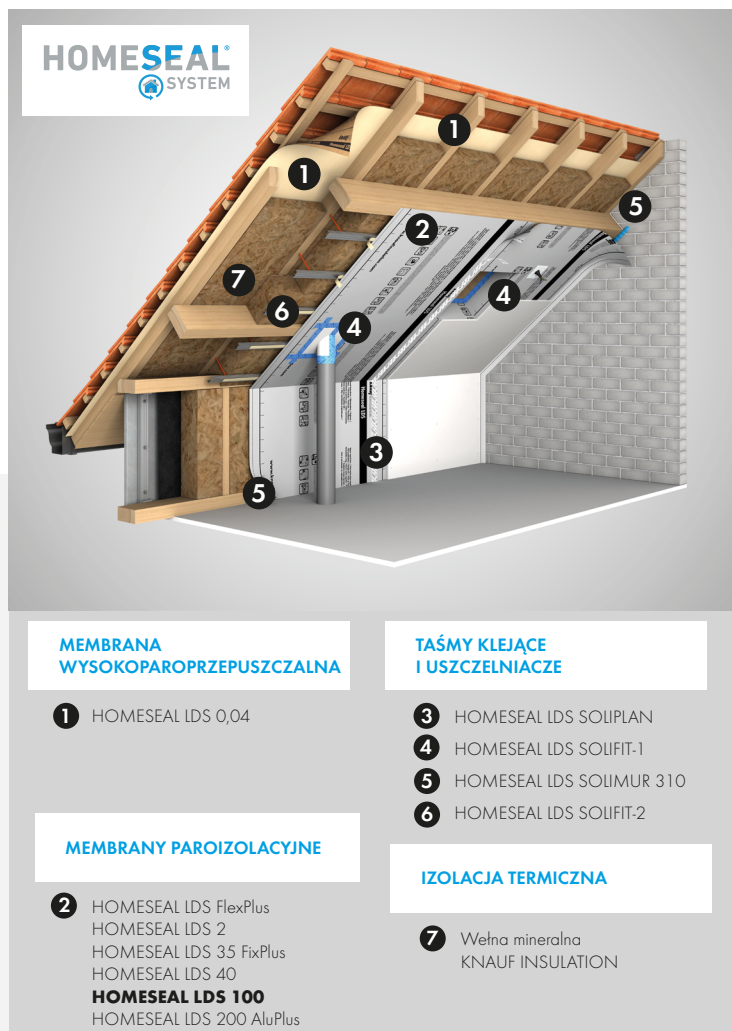 HOMESEAL®
SYSTEM
1
1
5
2
7
4
6
4
3
5
Homeseal LDS
MEMBRANA
WYSOKOPAROPRZEPUSZCZALNA
1 HOMESEAL LDS 0,04
MEMBRANY PAROIZOLACYJNE
2 HOMESEAL LDS FlexPlus
HOMESEAL LDS 2
HOMESEAL LDS 35 FixPlus
HOMESEAL LDS 40
HOMESEAL LDS 100
HOMESEAL LDS 200 AluPlus
TAŚMY KLEJĄCE
I USZCZELNIACZE
3 HOMESEAL LDS SOLIPLAN
4 HOMESEAL LDS SOLIFIT-1
5 HOMESEAL LDS SOLIMUR 310
6 HOMESEAL LDS SOLIFIT-2
IZOLACJA TERMICZNA
7 Wełna mineralna
KNAUF INSULATION